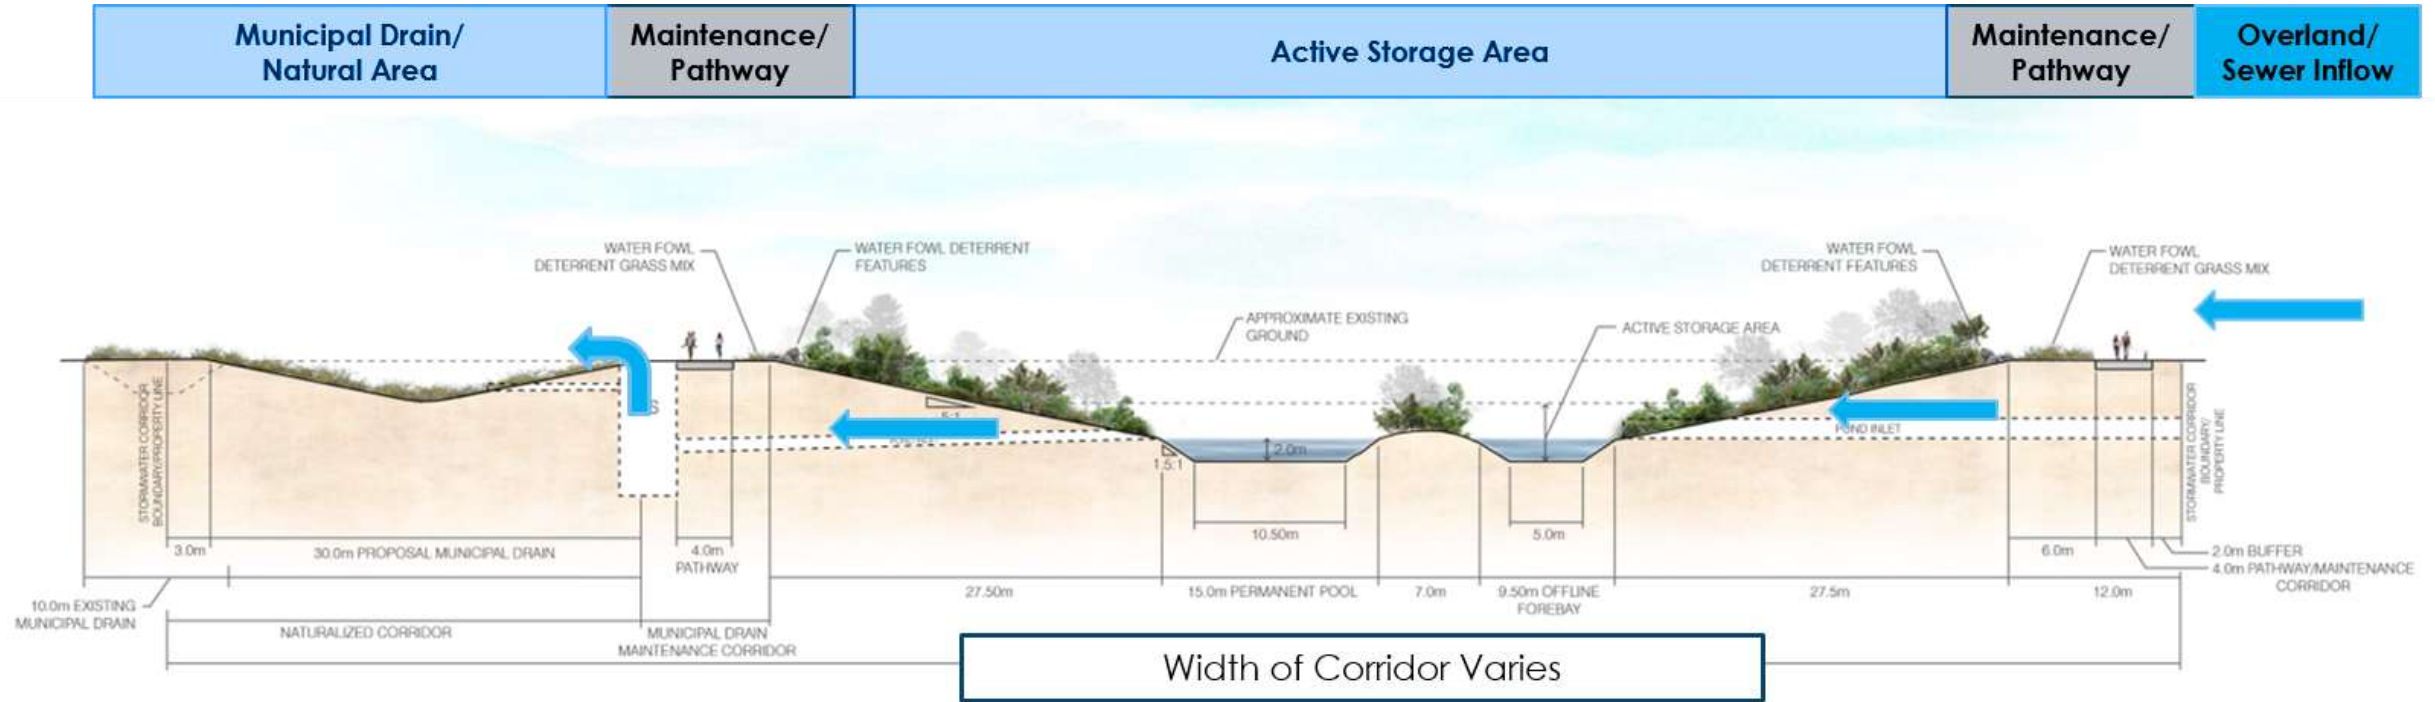 Municipal Drain/
Natural Area
Maintenance/
Pathway
Active Storage Area
Maintenance/
Pathway
Overland/
Sewer Inflow
WATER FOWL
DETERRENT GRASS MIX
WATER FOWL DETERRENT
FEATURES
WATER FOWL
DETERRENT FEATURES
WATER FOWL
DETERRENT GRASS MIX
APPROXIMATE EXISTING
GROUND
ACTIVE STORAGE AREA
STORMWATER CORRIDOR
BOUNDARY/PROPERTY LINE
S
5:1
1.5:1
2.0m
POND INLET
STORMWATER CORRIDOR
BOUNDARY/
PROPERTY LINE
3.0m
30.0m PROPOSAL MUNICIPAL DRAIN
4.0m
PATHWAY
10.50m
5.0m
6.0m
2.0m BUFFER
4.0m PATHWAY/MAINTENANCE
CORRIDOR
10.0m EXISTING
MUNICIPAL DRAIN
27.50m
15.0m PERMANENT POOL
7.0m
9.50m OFFLINE
FOREBAY
27.5m
12.0m
NATURALIZED CORRIDOR
MUNICIPAL DRAIN
MAINTENANCE CORRIDOR
Width of Corridor Varies